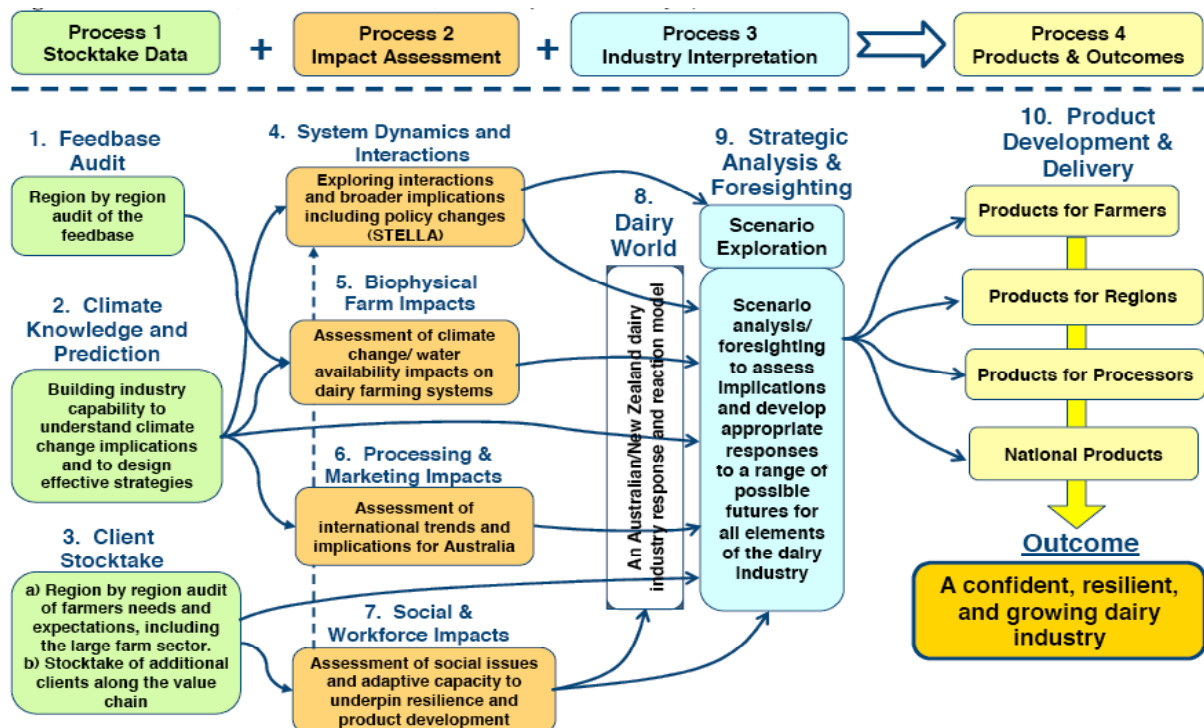 Process 1
Stocktake Data
+
Process 2
Impact Assessment
+
Process 3
Industry Interpretation
Process 4
Products & Outcomes
1. Feedbase
Audit
Region by region
audit of the
feedbase
2. Climate
Knowledge and
Prediction
Building industry
capability to
understand climate
change implications
and to design
effective strategies
3. Client
Stocktake
a) Region by region audit
of farmers needs and
expectations, including
the large farm sector.
b) Stocktake of additional
clients along the value
chain
4. System Dynamics and
Interactions
Exploring interactions
and broader implications
including policy changes
(STELLA)
5. Biophysical
Farm Impacts
Assessment of climate
change/ water
availability impacts on
dairy farming systems
6. Processing &
Marketing Impacts
Assessment of
international trends and
implications for Australia
7. Social &
Workforce Impacts
Assessment of social issues
and adaptive capacity to
underpin resilience and
product development
8.
Dairy
World
An Australian/New Zealand dairy
industry response and reaction model
9. Strategic
Analysis &
Foresighting
Scenario
Exploration
Scenario
analysis/
foresighting
to assess
implications
and develop
appropriate
responses
to a range of
possible
futures for
all elements
of the dairy
industry
10. Product
Development &
Delivery
Products for Farmers
Products for Regions
Products for Processors
National Products
Outcome
A confident, resilient,
and growing dairy
industry